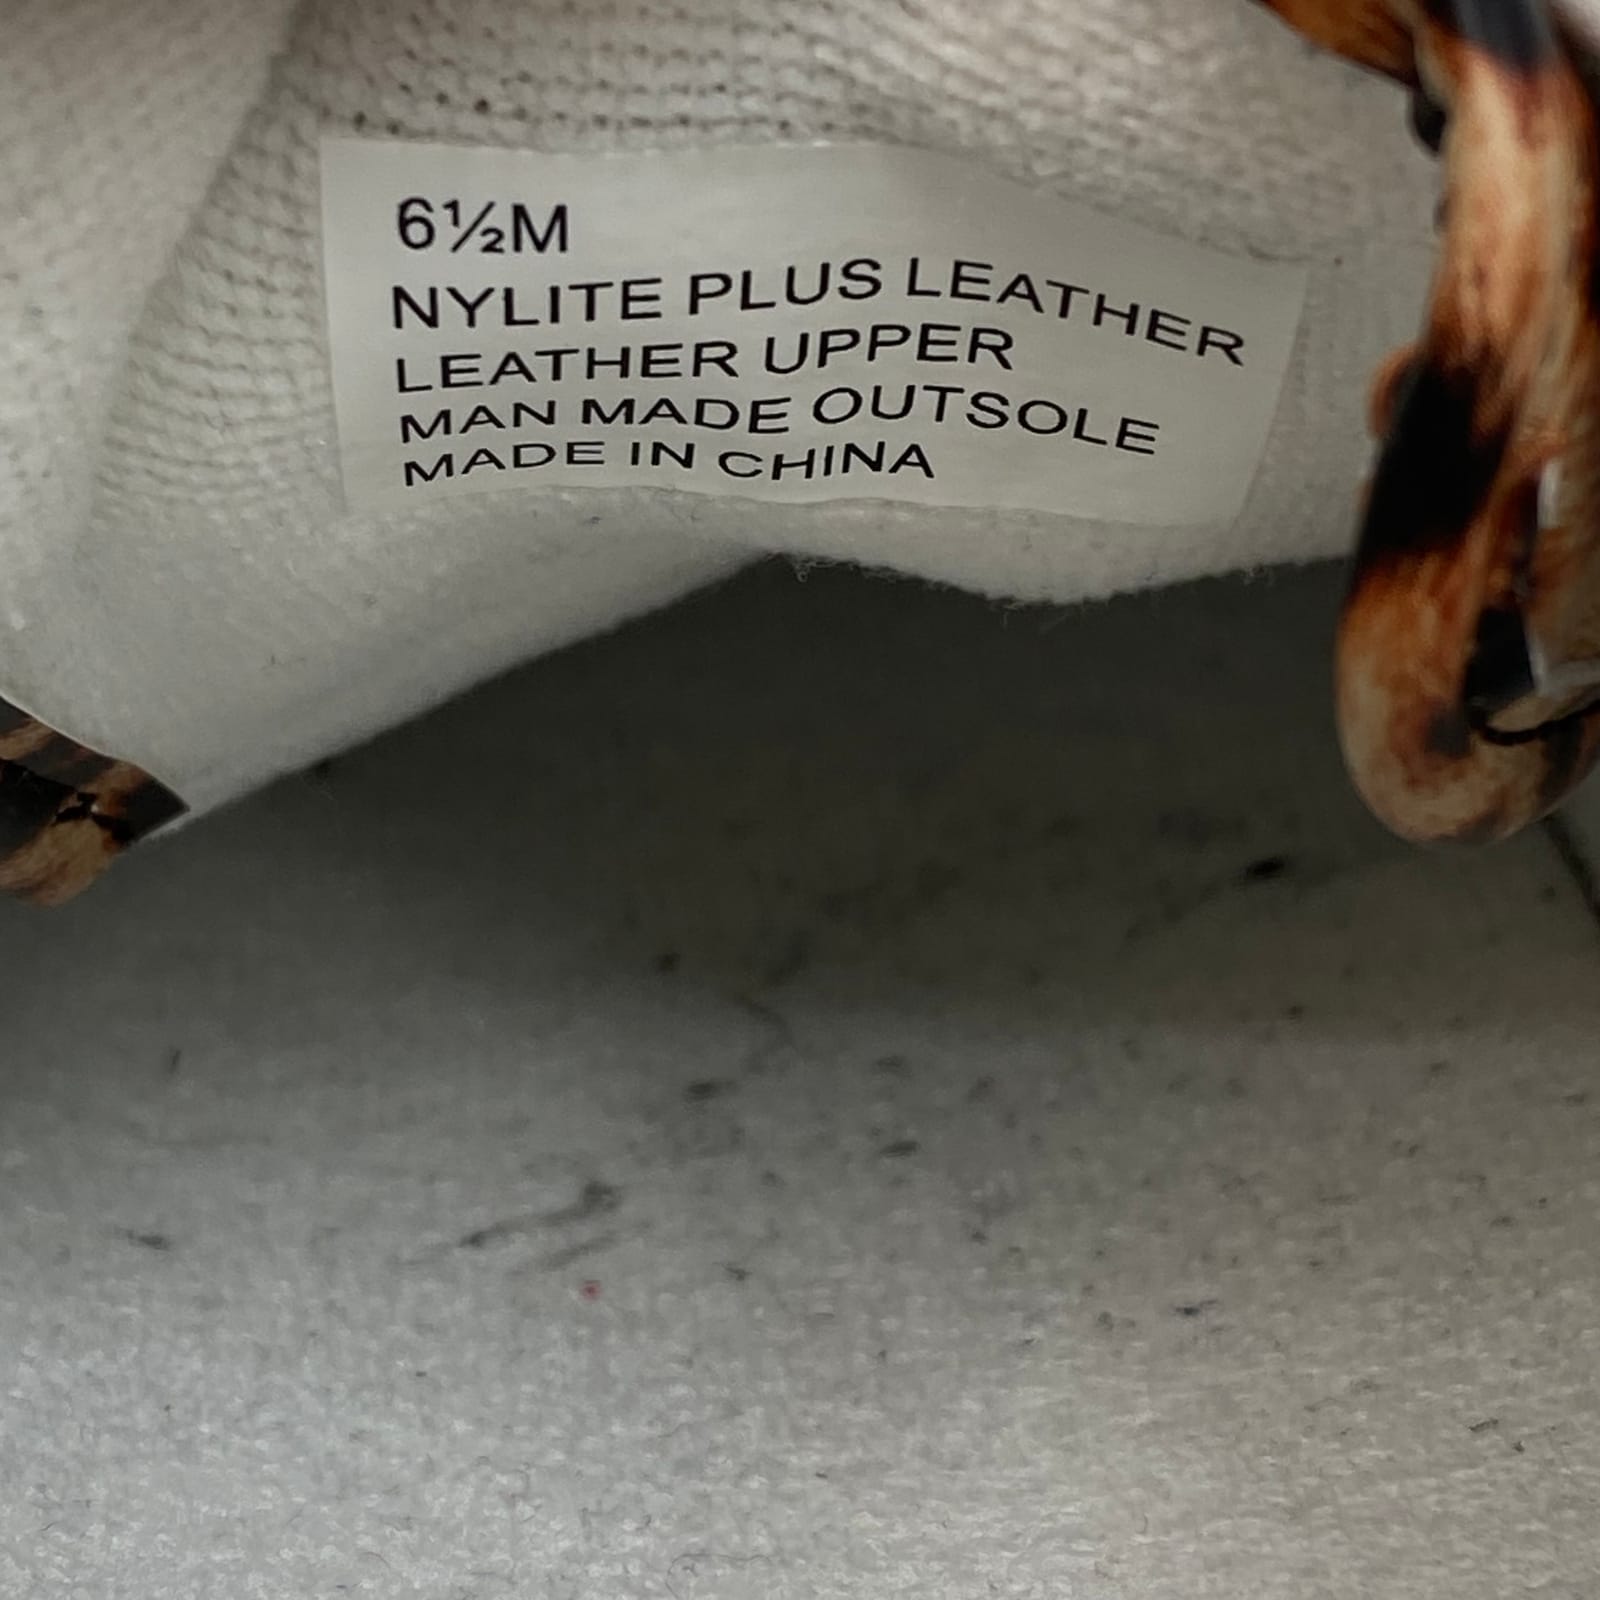 6½M
NYLITE PLUS LEATHER
LEATHER UPPER
MAN MADE OUTSOLE
MADE IN CHINA